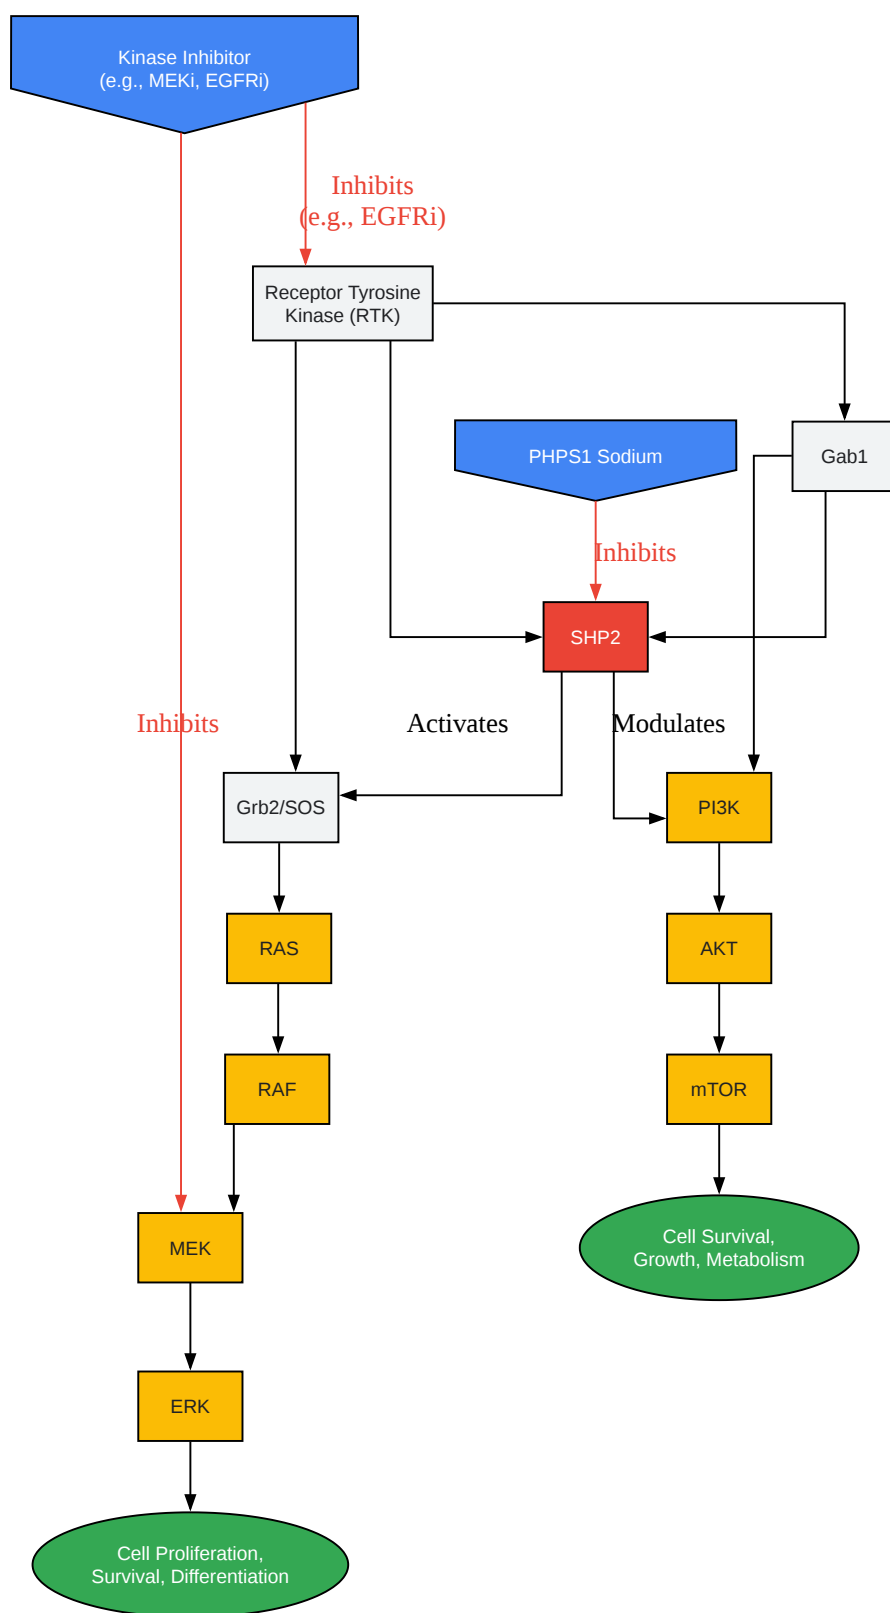 Kinase Inhibitor
(e.g., MEKi, EGFRi)
Inhibits
(e.g., EGFRi)
Receptor Tyrosine
Kinase (RTK)
PHPS1 Sodium
Gab1
Inhibits
SHP2
Inhibits
Activates
Modulates
Grb2/SOS
PI3K
RAS
AKT
RAF
mTOR
MEK
Cell Survival,
Growth, Metabolism
ERK
Cell Proliferation,
Survival, Differentiation